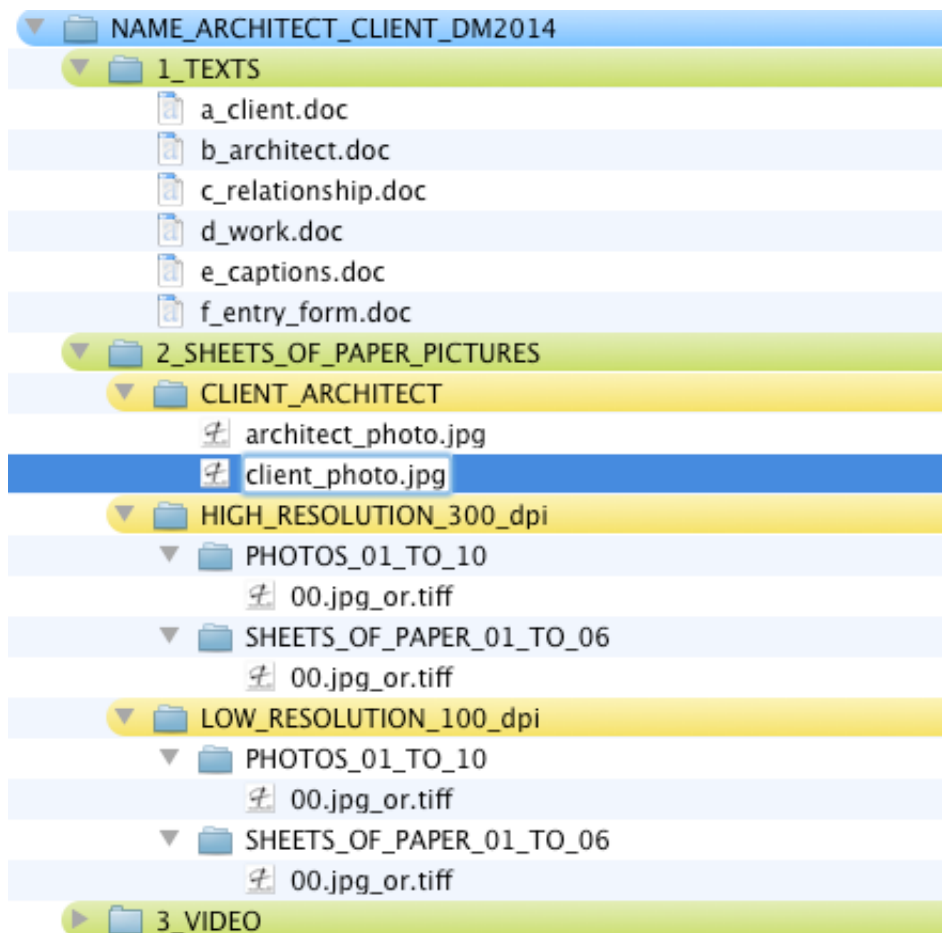 NAME_ARCHITECT_CLIENT_DM2014
1_TEXTS
a_client.doc
b_architect.doc
c_relationship.doc
d_work.doc
e_captions.doc
f_entry_form.doc
2_SHEETS_OF_PAPER_PICTURES
CLIENT_ARCHITECT
architect_photo.jpg
client_photo.jpg
HIGH_RESOLUTION_300_dpi
PHOTOS_01_TO_10
00.jpg_or.tiff
SHEETS_OF_PAPER_01_TO_06
00.jpg_or.tiff
LOW_RESOLUTION_100_dpi
PHOTOS_01_TO_10
00.jpg_or.tiff
SHEETS_OF_PAPER_01_TO_06
00.jpg_or.tiff
3_VIDEO